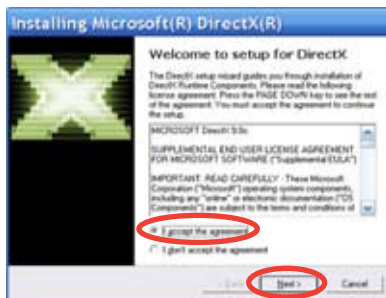 Installing Microsoft(R) DirectX(R)
Welcome to setup for DirectX
The DirectX setup wizard guides you through installation of
DirectX Runtime Components. Please read the following
license agreement. Press the PAGE DOWN key to see the rest
of the agreement. You must accept the agreement to continue
the setup.
MICROSOFT DirectX 9.0c
SUPPLEMENTAL END USER LICENSE AGREEMENT
FOR MICROSOFT SOFTWARE ("Supplemental EULA")
IMPORTANT: READ CAREFULLY - These Microsoft
Corporation ("Microsoft") operating system components,
including any "online" or electronic documentation ("OS
Components") are subject to the terms and conditions of
I accept the agreement
I don't accept the agreement
Next >
Cancel